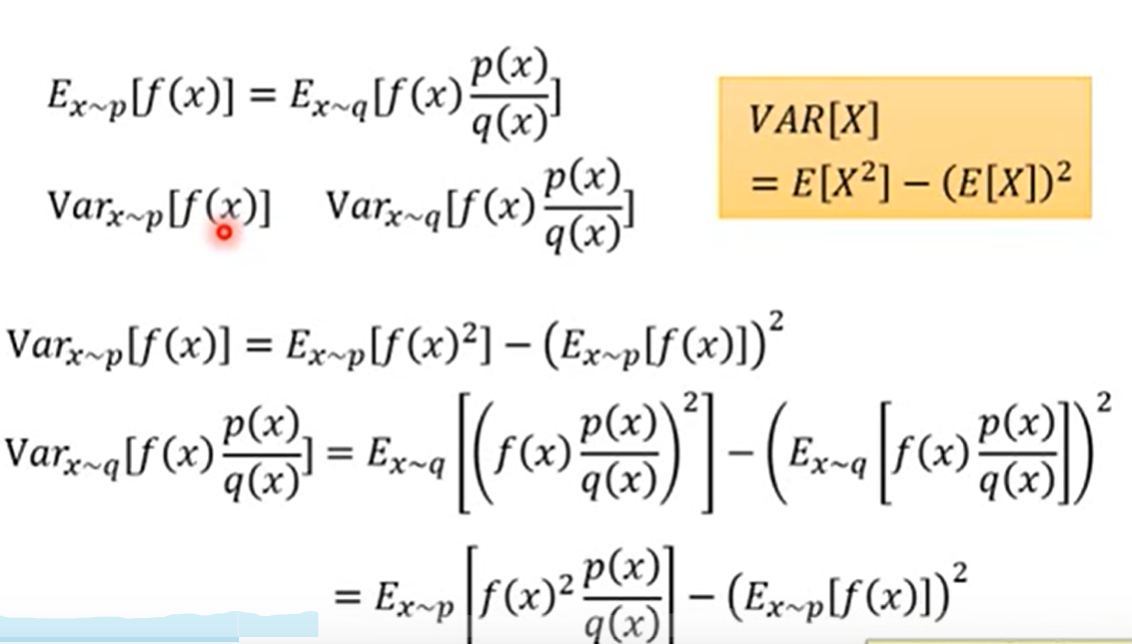 E_{x~p}[f(x)] = E_{x~q}[f(x) p(x)/q(x)]
VAR[X]
= E[X²] − (E[X])²
Var_{x~p}[f(x)] Var_{x~q}[f(x) p(x)/q(x)]
Var_{x~p}[f(x)] = E_{x~p}[f(x)²] − (E_{x~p}[f(x)])²
Var_{x~q}[f(x) p(x)/q(x)] = E_{x~q}[(f(x) p(x)/q(x))²] − (E_{x~q}[f(x) p(x)/q(x)])²
= E_{x~p}[f(x)² p(x)/q(x)] − (E_{x~p}[f(x)])²